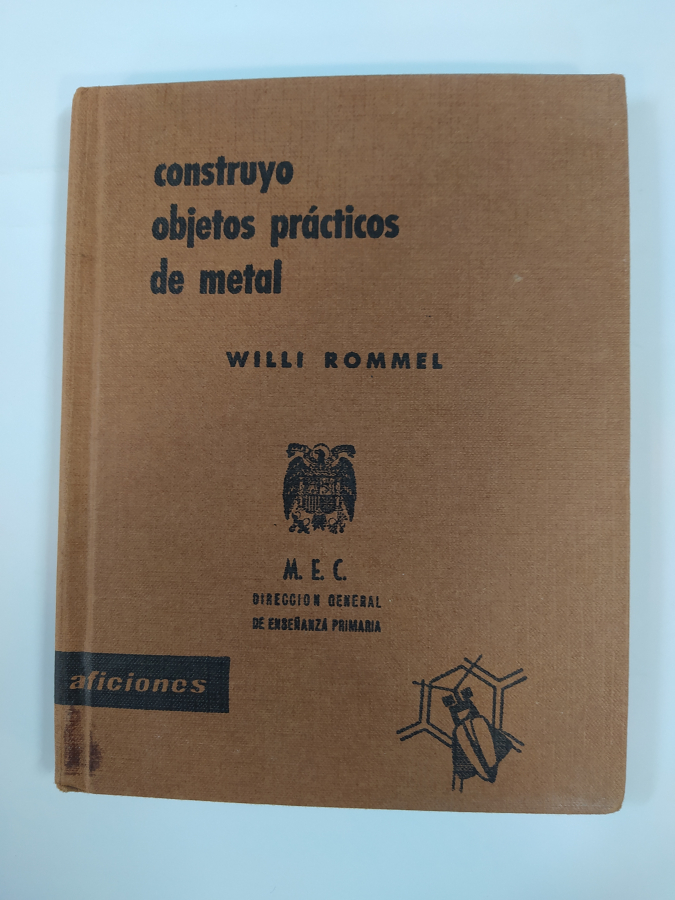 construyo
objetos prácticos
de metal
WILLI ROMMEL
M. E. C.
DIRECCION GENERAL
DE ENSEÑANZA PRIMARIA
aficiones